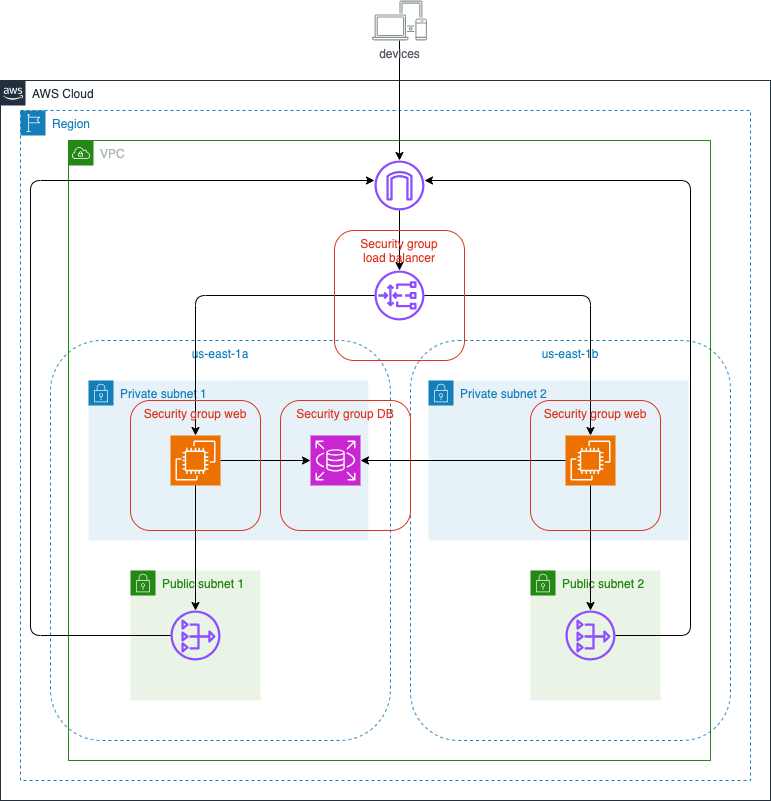 devices
aws
AWS Cloud
Region
VPC
Security group
load balancer
us-east-1a
us-east-1b
Private subnet 1
Private subnet 2
Security group web
Security group DB
Security group web
Public subnet 1
Public subnet 2